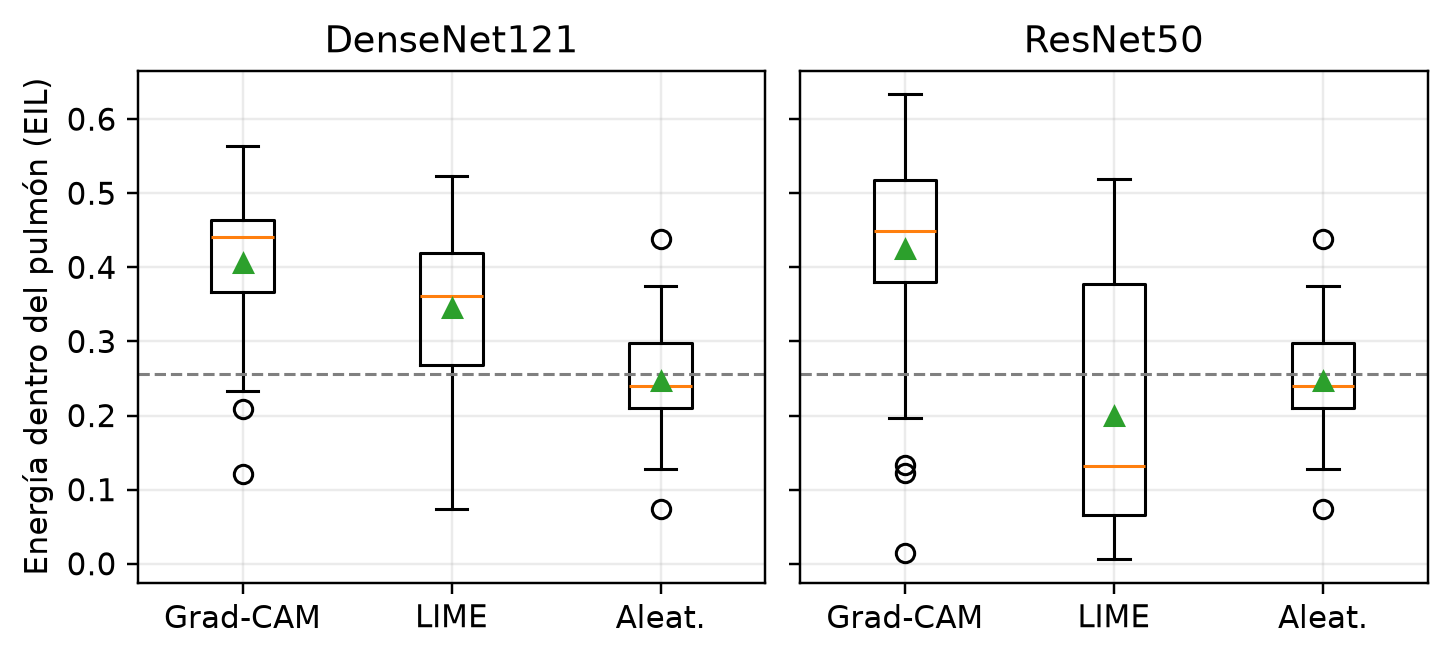 DenseNet121
ResNet50
Energía dentro del pulmón (EIL)
0.6
0.5
0.4
0.3
0.2
0.1
0.0
Grad-CAM LIME Aleat.
Grad-CAM LIME Aleat.